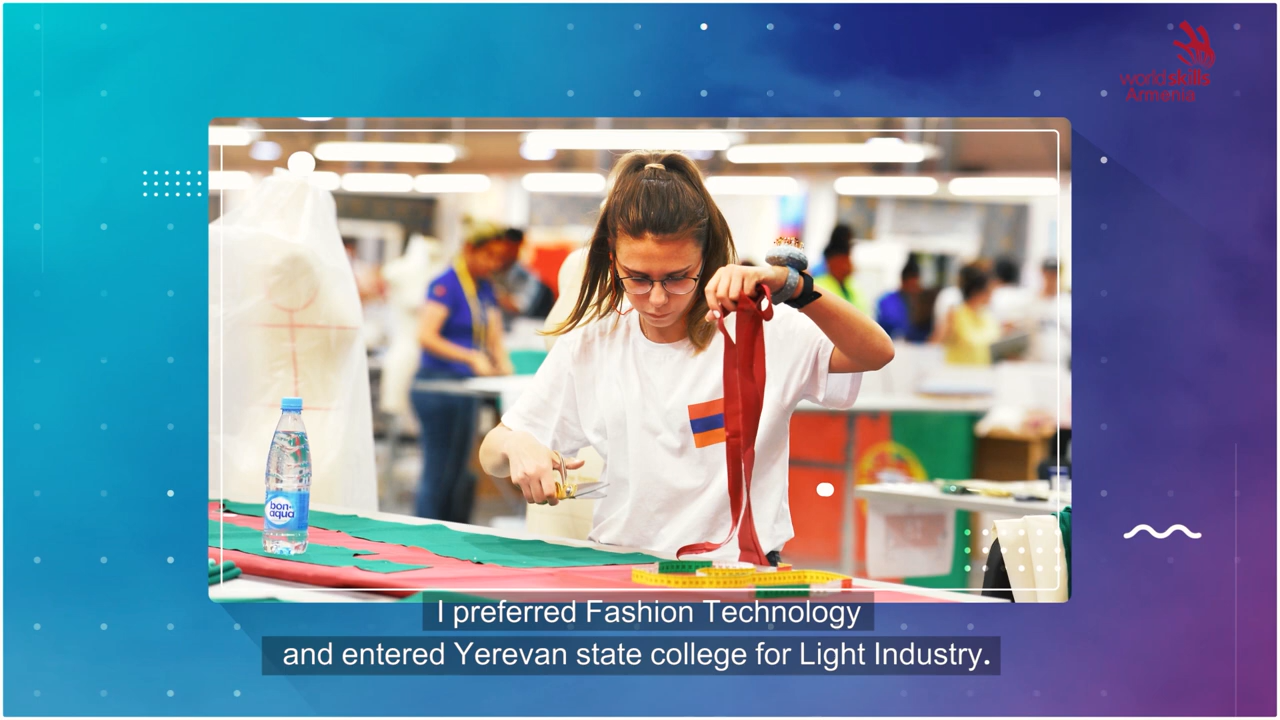 worldskills
Armenia
bon
aqua
I preferred Fashion Technology
and entered Yerevan state college for Light Industry.